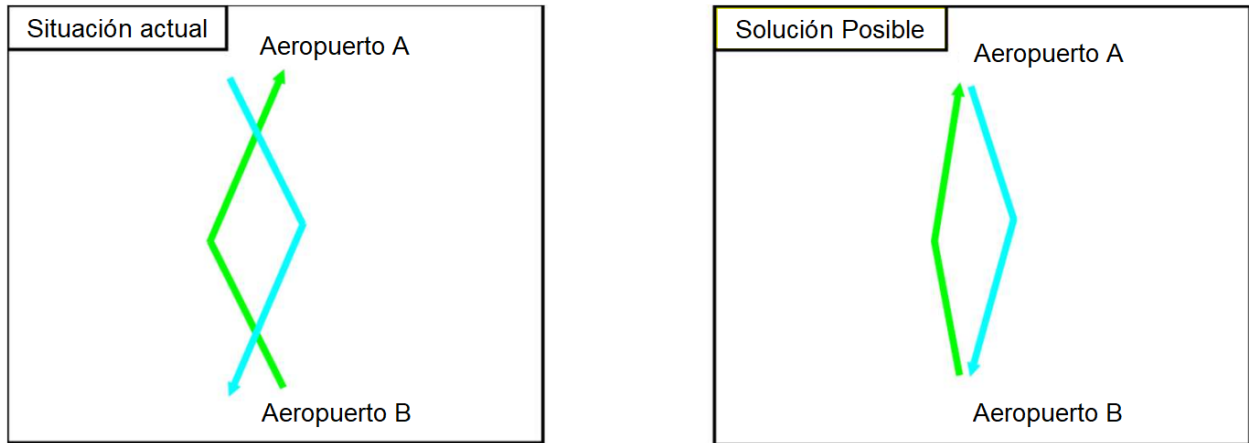 Situación actual
Aeropuerto A
Aeropuerto B
Solución Posible
Aeropuerto A
Aeropuerto B